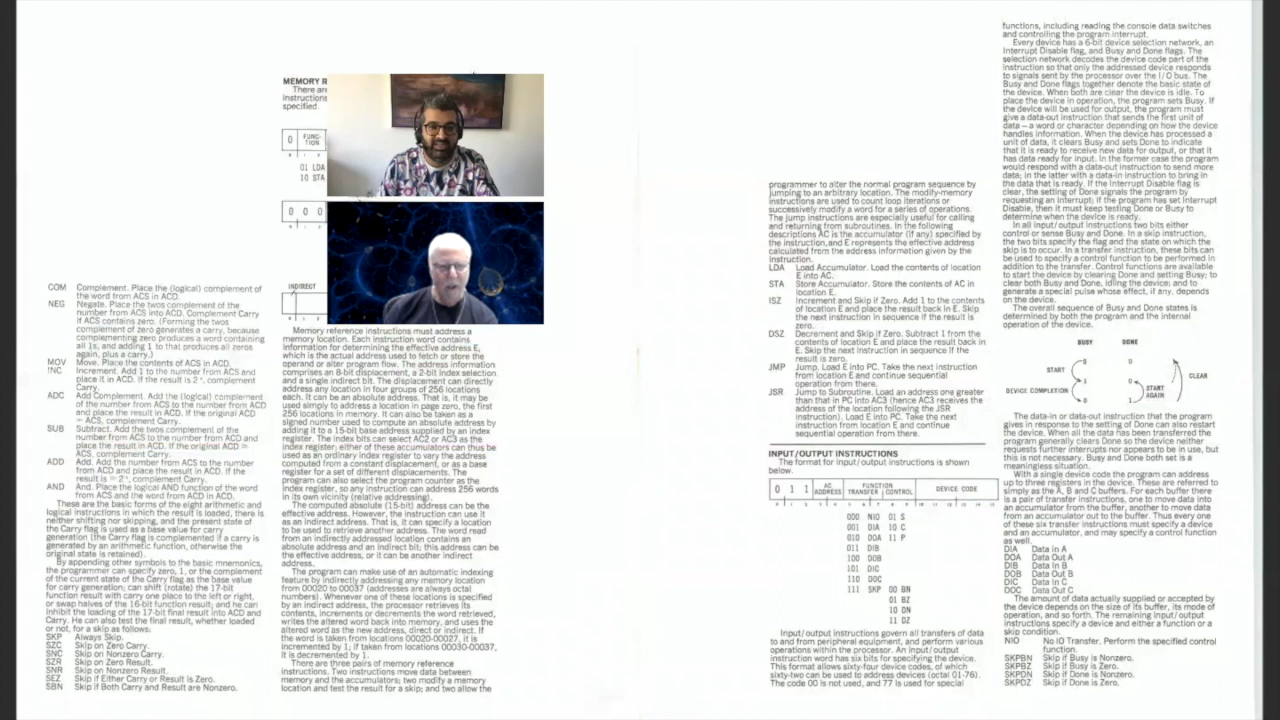 COM Complement. Place the (logical) complement of
the word from ACS in ACD.
NEG Negate. Place the twos complement of the
number from ACS into ACD. Complement Carry
if ACS contains zero. (Forming the twos
complement of zero generates a carry, because
complementing zero produces a word containing
all 1s, and adding 1 to that produces all zeros
again, plus a carry.)
MOV Move. Place the contents of ACS in ACD.
INC Increment. Add 1 to the number from ACS and
place it in ACD. If the result is 2
complement
Carry.
ADC Add Complement. Add the (logical) complement
of the number from ACS to the number from ACD
and place the result in ACD. If the original ACD
ACS, complement Carry.
SUB Subtract. Add the twos complement of the
number from ACS to the number from ACD and
place the result in ACD. If the original ACD ≥
ACS, complement Carry.
ADD Add. Add the number from ACS to the number
from ACD and place the result in ACD. If the
result is ≥ 2
complement Carry.
AND And. Place the logical AND function of the word
from ACS and the word from ACD in ACD.
These are the basic forms of the eight arithmetic and
logical instructions in which the result is loaded, there is
neither shifting nor skipping, and the present state of
the Carry flag is used as a base value for carry
generation (the Carry flag is complemented if a carry is
generated by an arithmetic function, otherwise the
original state is retained).
By appending other symbols to the basic mnemonics,
the programmer can specify zero, 1, or the complement
of the current state of the Carry flag as the base value
for carry generation; can shift (rotate) the 17-bit
function result with carry one place to the left or right,
or swap halves of the 16-bit function result; and he can
inhibit the loading of the 17-bit final result into ACD and
Carry. He can also test the final result, whether loaded
or not, for a skip as follows:
SKP Always Skip.
SZC Skip on Zero Carry.
SNC Skip on Nonzero Carry.
SZR Skip on Zero Result.
SNR Skip on Nonzero Result.
SEZ Skip if Either Carry or Result is Zero.
SBN Skip if Both Carry and Result are Nonzero.
MEMORY R
There are
instructions
specified.
0 FUNC-
TION
01 LDA
10 STA
0 0 0
INDIRECT
Memory reference instructions must address a
memory location. Each instruction word contains
information for determining the effective address E,
which is the actual address used to fetch or store the
operand or alter program flow. The address information
comprises an 8-bit displacement, a 2-bit index selection
and a single indirect bit. The displacement can directly
address any location in four groups of 256 locations
each. It can be an absolute address. That is, it may be
used simply to address a location in page zero, the first
256 locations in memory. It can also be taken as a
signed number used to compute an absolute address by
adding it to a 15-bit base address supplied by an index
register. The index bits can select AC2 or AC3 as the
index register; either of these accumulators can thus be
used as an ordinary index register to vary the address
computed from a constant displacement, or as a base
register for a set of different displacements. The
program can also select the program counter as the
index register, so any instruction can address 256 words
in its own vicinity (relative addressing).
The computed absolute (15-bit) address can be the
effective address. However, the instruction can use it
as an indirect address. That is, it can specify a location
to be used to retrieve another address. The word read
from an indirectly addressed location contains an
absolute address and an indirect bit; this address can be
the effective address, or it can be another indirect
address.
The program can make use of an automatic indexing
feature by indirectly addressing any memory location
from 00020 to 00037 (addresses are always octal
numbers). Whenever one of these locations is specified
by an indirect address, the processor retrieves its
contents, increments or decrements the word retrieved,
writes the altered word back into memory, and uses the
altered word as the new address, direct or indirect. If
the word is taken from locations 00020-00027, it is
incremented by 1; if taken from locations 00030-00037,
it is decremented by 1.
There are three pairs of memory reference
instructions. Two instructions move data between
memory and the accumulators; two modify a memory
location and test the result for a skip; and two allow the
programmer to alter the normal program sequence by
jumping to an arbitrary location. The modify-memory
instructions are used to count loop iterations or
successively modify a word for a series of operations.
The jump instructions are especially useful for calling
and returning from subroutines. In the following
descriptions AC is the accumulator (if any) specified by
the instruction, and E represents the effective address
calculated from the address information given by the
instruction.
LDA Load Accumulator. Load the contents of location
E into AC.
STA Store Accumulator. Store the contents of AC in
location E.
ISZ Increment and Skip if Zero. Add 1 to the contents
of location E and place the result back in E. Skip
the next instruction in sequence if the result is
zero.
DSZ Decrement and Skip if Zero. Subtract 1 from the
contents of location E and place the result back in
E. Skip the next instruction in sequence if the
result is zero.
JMP Jump. Load E into PC. Take the next instruction
from location E and continue sequential
operation from there.
JSR Jump to Subroutine. Load an address one greater
than that in PC into AC3 (hence AC3 receives the
address of the location following the JSR
instruction). Load E into PC. Take the next
instruction from location E and continue
sequential operation from there.
INPUT/OUTPUT INSTRUCTIONS
The format for input/output instructions is shown
below.
0 1 1 AC ADDRESS FUNCTION TRANSFER CONTROL DEVICE CODE
000 NIO 01 S
001 DIA 10 C
010 DOA 11 P
011 DIB
100 DOB
101 DIC
110 DOC
111 SKP 00 BN
01 BZ
10 DN
11 DZ
Input/output instructions govern all transfers of data
to and from peripheral equipment, and perform various
operations within the processor. An input/output
instruction word has six bits for specifying the device.
This format allows sixty-four device codes, of which
sixty-two can be used to address devices (octal 01-76).
The code 00 is not used, and 77 is used for special
functions, including reading the console data switches
and controlling the program interrupt.
Every device has a 6-bit device selection network, an
Interrupt Disable flag, and Busy and Done flags. The
selection network decodes the device code part of the
instruction so that only the addressed device responds
to signals sent by the processor over the I/O bus. The
Busy and Done flags together denote the basic state of
the device. When both are clear the device is idle. To
place the device in operation, the program sets Busy. If
the device will be used for output, the program must
give a data-out instruction that sends the first unit of
data – a word or character depending on how the device
handles information. When the device has processed a
unit of data, it clears Busy and sets Done to indicate
that it is ready to receive new data for output, or that it
has data ready for input. In the former case the program
would respond with a data-out instruction to send more
data; in the latter with a data-in instruction to bring in
the data that is ready. If the Interrupt Disable flag is
clear, the setting of Done signals the program by
requesting an interrupt; if the program has set Interrupt
Disable, then it must keep testing Done or Busy to
determine when the device is ready.
In all input/output instructions two bits either
control or sense Busy and Done. In a skip instruction,
the two bits specify the flag and the state on which the
skip is to occur. In a transfer instruction, these bits can
be used to specify a control function to be performed in
addition to the transfer. Control functions are available
to start the device by clearing Done and setting Busy; to
clear both Busy and Done, idling the device; and to
generate a special pulse whose effect, if any, depends
on the device.
The overall sequence of Busy and Done states is
determined by both the program and the internal
operation of the device.
BUSY DONE
0 0
START CLEAR
1 0
START
AGAIN
DEVICE COMPLETION
0 1
The data-in or data-out instruction that the program
gives in response to the setting of Done can also restart
the device. When all the data has been transferred the
program generally clears Done so the device neither
requests further interrupts nor appears to be in use, but
this is not necessary. Busy and Done both set is a
meaningless situation.
With a single device code the program can address
up to three registers in the device. These are referred to
simply as the A, B and C buffers. For each buffer there
is a pair of transfer instructions, one to move data into
an accumulator from the buffer, another to move data
from an accumulator out to the buffer. Thus every one
of these six transfer instructions must specify a device
and an accumulator, and may specify a control function
as well.
DIA Data In A
DOA Data Out A
DIB Data In B
DOB Data Out B
DIC Data In C
DOC Data Out C
The amount of data actually supplied or accepted by
the device depends on the size of its buffer, its mode of
operation, and so forth. The remaining input/output
instructions specify a device and either a function or a
skip condition.
NIO No IO Transfer. Perform the specified control
function.
SKPBN Skip if Busy is Nonzero.
SKPBZ Skip if Busy is Zero.
SKPDN Skip if Done is Nonzero.
SKPDZ Skip if Done is Zero.